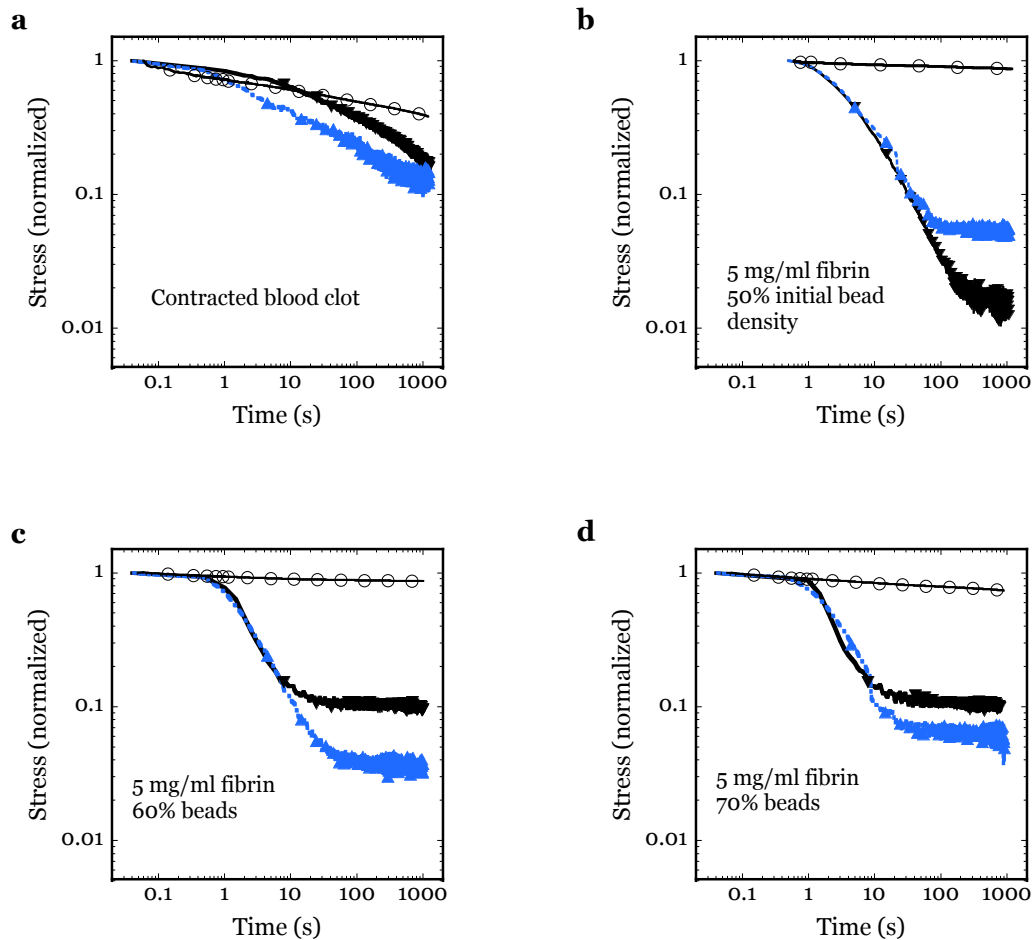 a
1
0.1
0.01
Stress (normalized)
Contracted blood clot
0.1 1 10 100 1000
Time (s)
b
1
0.1
0.01
Stress (normalized)
5 mg/ml fibrin
50% initial bead
density
0.1 1 10 100 1000
Time (s)
c
1
0.1
0.01
Stress (normalized)
5 mg/ml fibrin
60% beads
0.1 1 10 100 1000
Time (s)
d
1
0.1
0.01
Stress (normalized)
5 mg/ml fibrin
70% beads
0.1 1 10 100 1000
Time (s)